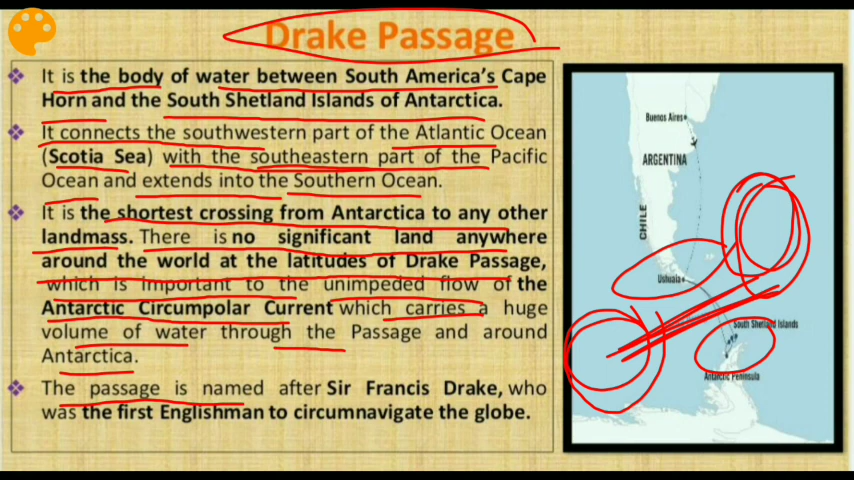 Drake Passage
It is the body of water between South America's Cape
Horn and the South Shetland Islands of Antarctica.
It connects the southwestern part of the Atlantic Ocean
(Scotia Sea) with the southeastern part of the Pacific
Ocean and extends into the Southern Ocean.
It is the shortest crossing from Antarctica to any other
landmass. There is no significant land anywhere
around the world at the latitudes of Drake Passage,
which is important to the unimpeded flow of the
Antarctic Circumpolar Current which carries a huge
volume of water through the Passage and around
Antarctica.
The passage is named after Sir Francis Drake, who
was the first Englishman to circumnavigate the globe.
Buenos Aires
ARGENTINA
CHILE
Ushuaia
South Shetland Islands
Antarctic Peninsula